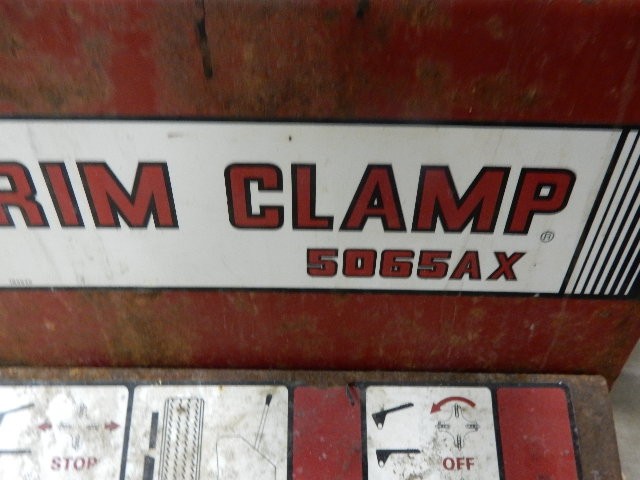 RIM CLAMP®
5065AX
STOP
OFF